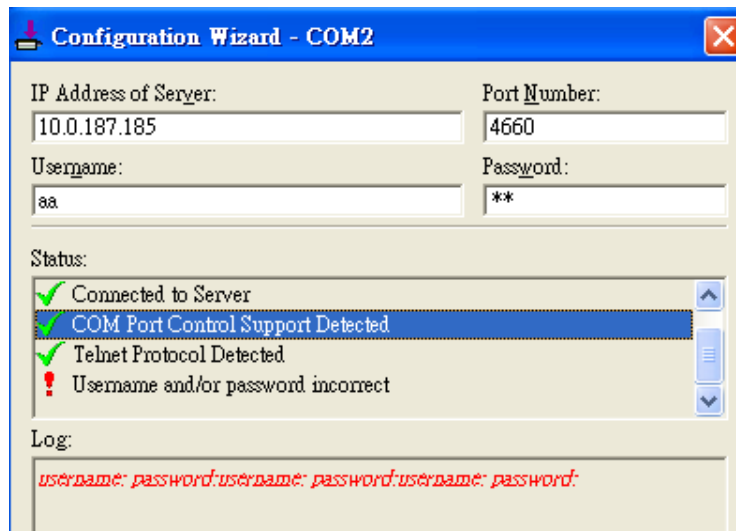 Configuration Wizard - COM2
IP Address of Server: Port Number:
10.0.187.185 4660
Username: Password:
aa **
Status:
Connected to Server
COM Port Control Support Detected
Telnet Protocol Detected
Username and/or password incorrect
Log:
username: password:username: password:username: password: